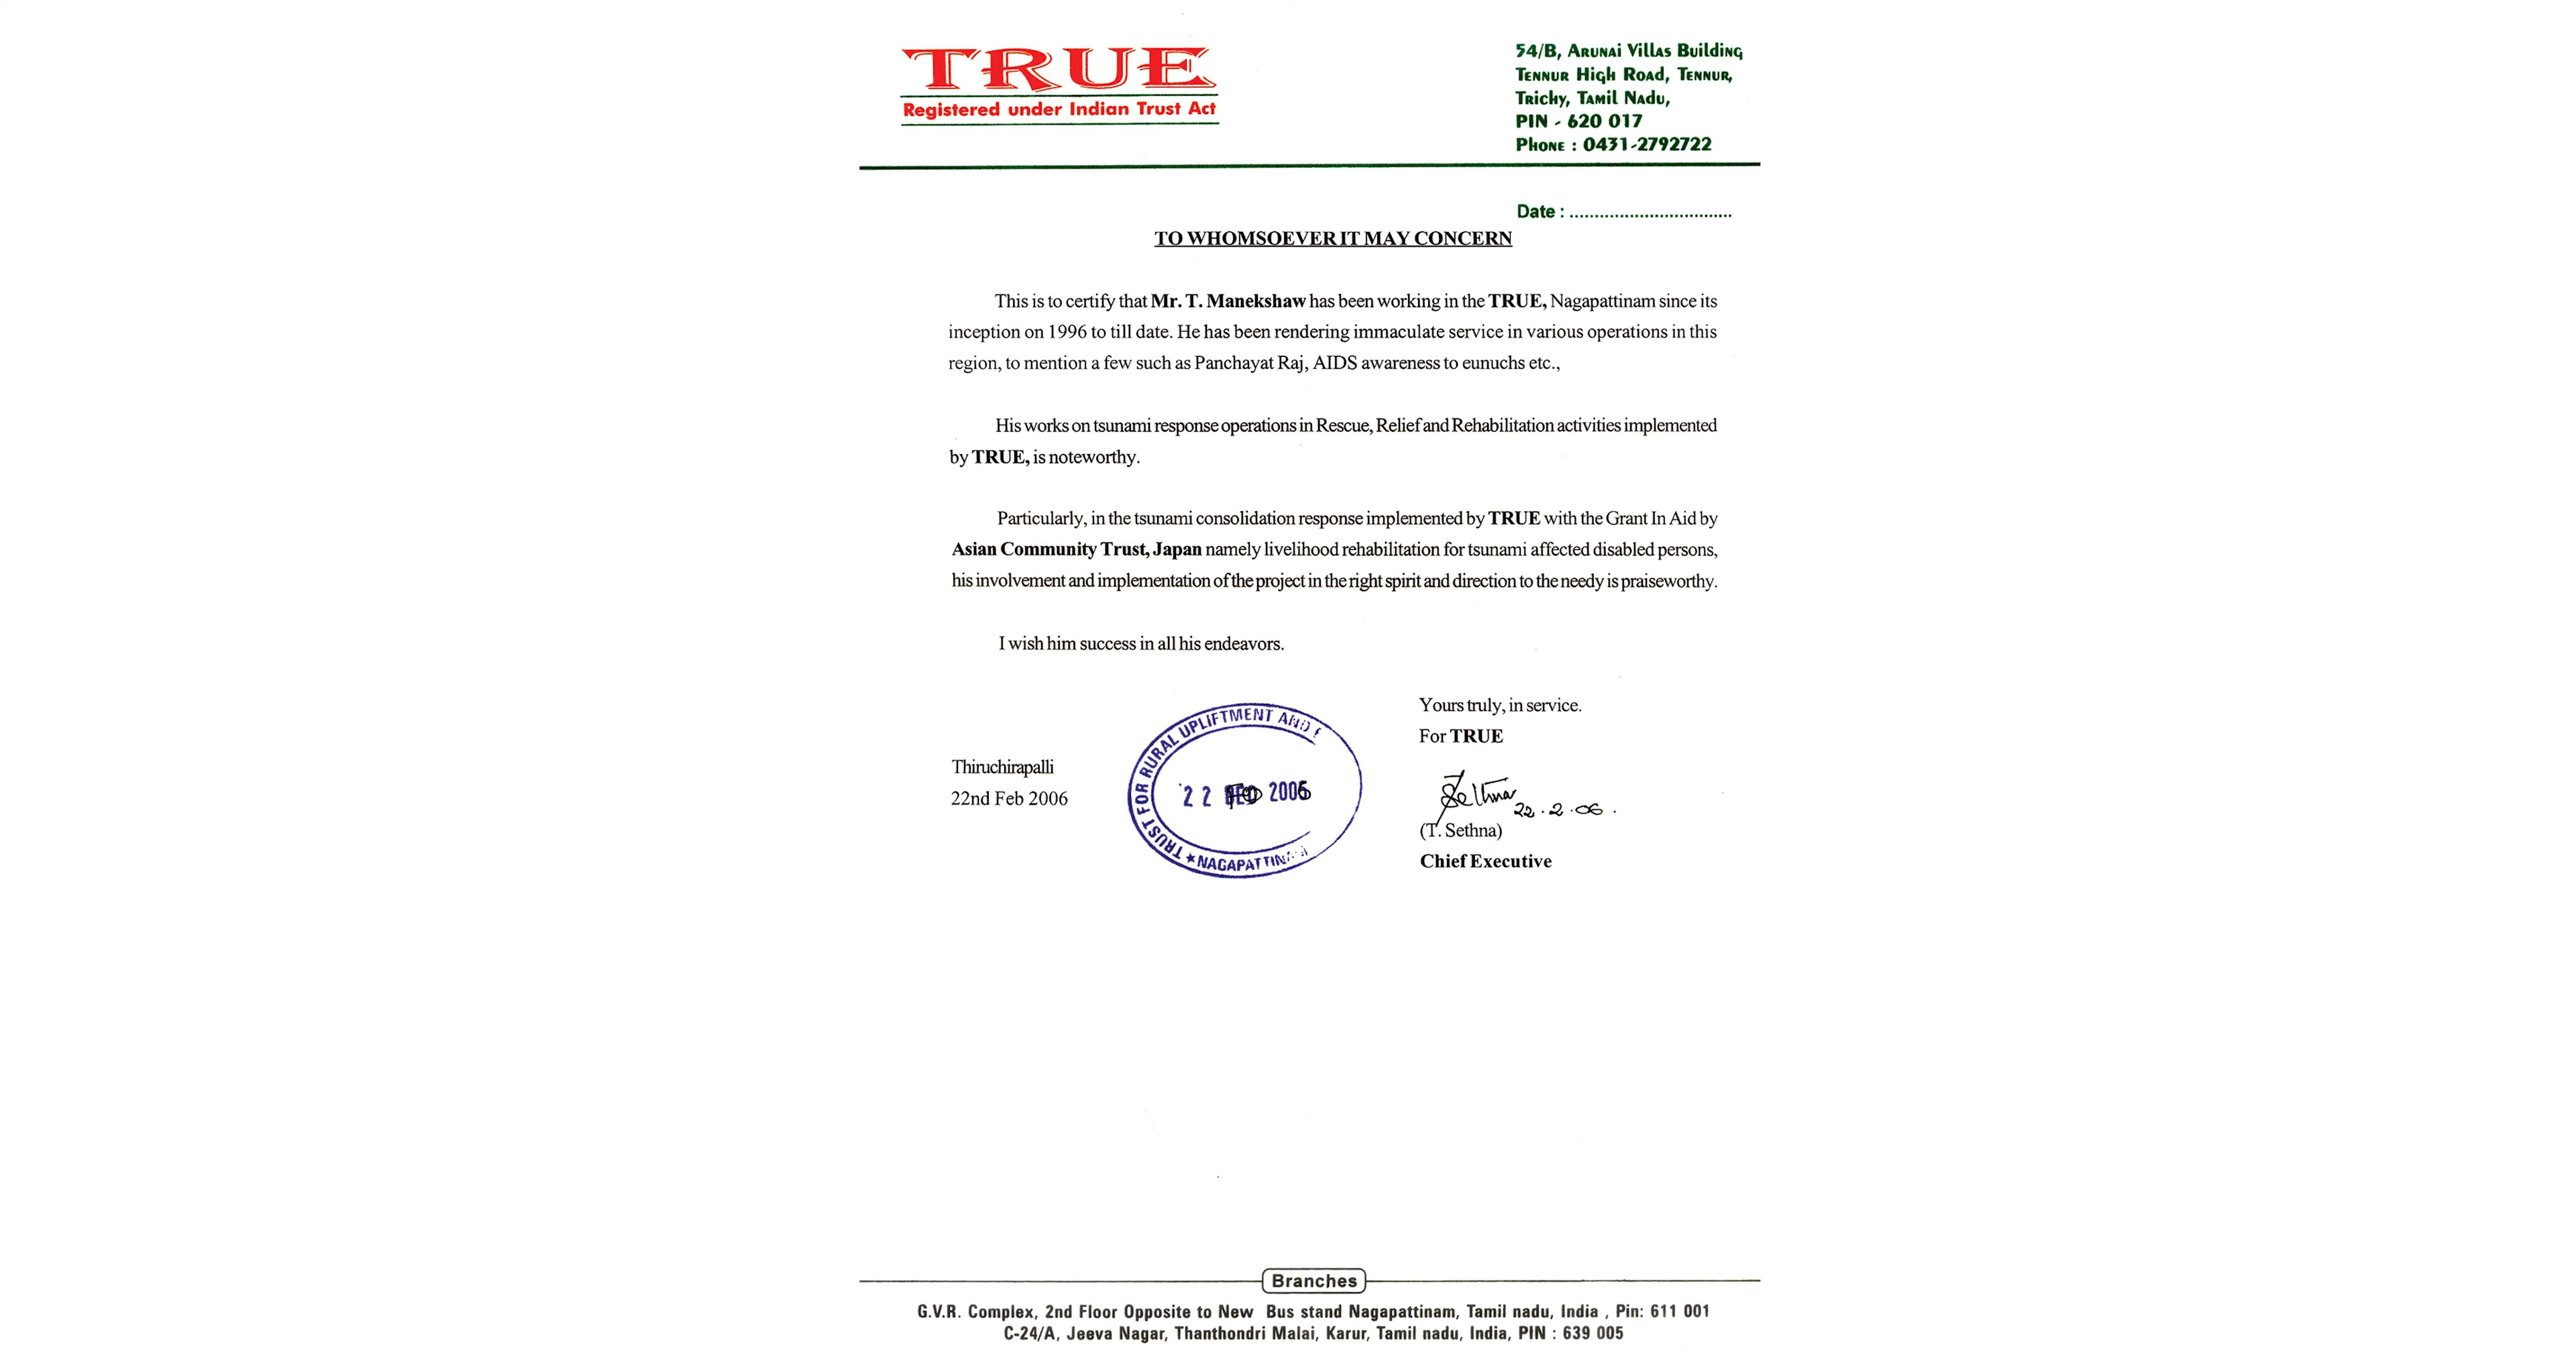 TRUE
Registered under Indian Trust Act
54/B, Arunai Villas Building
Tennur High Road, Tennur,
Trichy, Tamil Nadu,
PIN - 620 017
Phone : 0431-2792722
Date : ................................
TO WHOMSOEVER IT MAY CONCERN
This is to certify that Mr. T. Manekshaw has been working in the TRUE, Nagapattinam since its
inception on 1996 to till date. He has been rendering immaculate service in various operations in this
region, to mention a few such as Panchayat Raj, AIDS awareness to eunuchs etc.,
His works on tsunami response operations in Rescue, Relief and Rehabilitation activities implemented
by TRUE, is noteworthy.
Particularly, in the tsunami consolidation response implemented by TRUE with the Grant In Aid by
Asian Community Trust, Japan namely livelihood rehabilitation for tsunami affected disabled persons,
his involvement and implementation of the project in the right spirit and direction to the needy is praiseworthy.
I wish him success in all his endeavors.
Yours truly, in service.
For TRUE
Thiruchirapalli
22nd Feb 2006
TRUST FOR RURAL UPLIFTMENT AND
22 Feb 2006
★ NAGAPATTINA
Sethna 22.2.06.
(T. Sethna)
Chief Executive
Branches
G.V.R. Complex, 2nd Floor Opposite to New Bus stand Nagapattinam, Tamil nadu, India , Pin: 611 001
C-24/A, Jeeva Nagar, Thanthondri Malai, Karur, Tamil nadu, India, PIN : 639 005